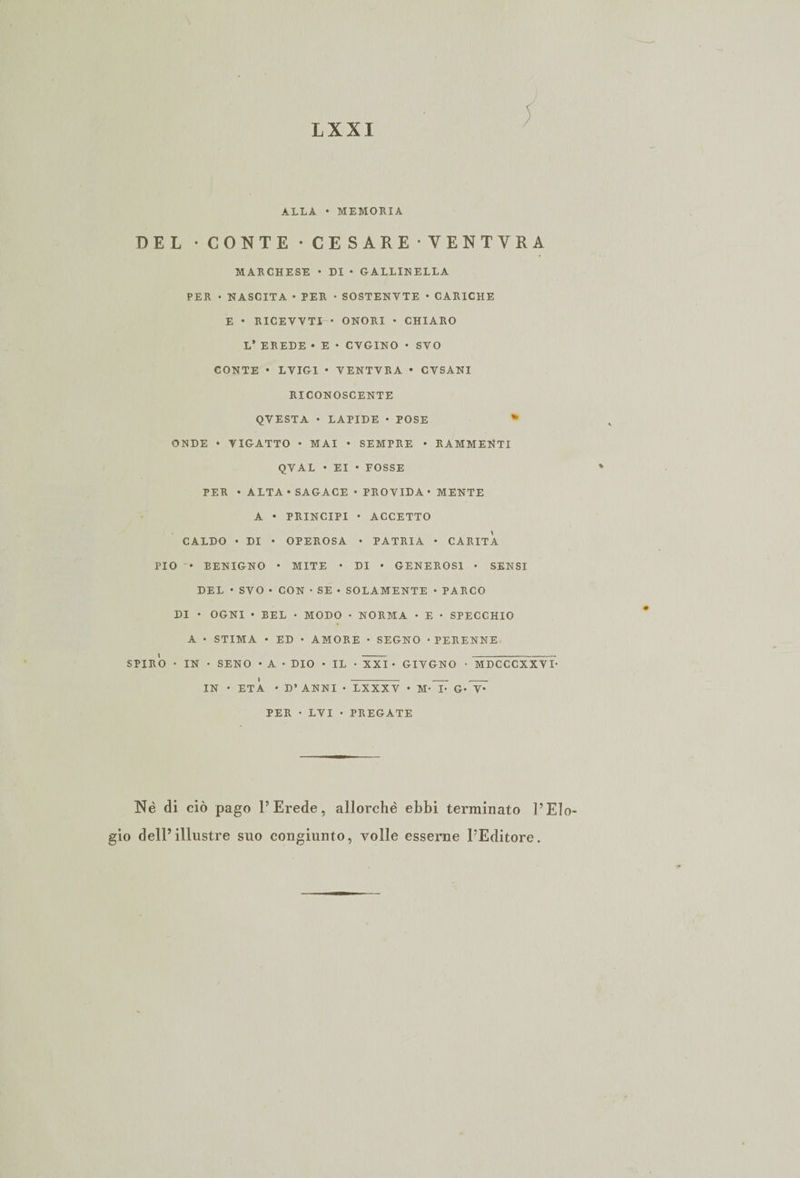 LXXI
ALLA • MEMORIA
DEL • CONTE • CESARE • VENTVRA
MARCHESE • DI • GALLINELLA
PER • NASCITA • PER • SOSTENVTE • CARICHE
E • RICEVVTI • ONORI • CHIARO
L' EREDE • E • CVGINO • SVO
CONTE • LVIGI • VENTVRA • CVSANI
RICONOSCENTE
QVESTA • LAPIDE • POSE
ONDE • VIGATTO • MAI • SEMPRE • RAMMENTI
QVAL • EI • FOSSE
PER • ALTA • SAGACE • PROVIDA • MENTE
A • PRINCIPI • ACCETTO
CALDO • DI • OPEROSA • PATRIA • CARITÀ
PIO • BENIGNO • MITE • DI • GENEROSI • SENSI
DEL • SVO • CON • SE • SOLAMENTE • PARCO
DI • OGNI • BEL • MODO • NORMA • E • SPECCHIO
A • STIMA • ED • AMORE • SEGNO • PERENNE
SPIRÒ • IN • SENO • A • DIO • IL • XXI • GIVGNO • MDCCCXXVI•
IN • ETÀ • D' ANNI • LXXXV • M• I• G• V•
PER • LVI • PREGATE
Nè di ciò pago l'Erede, allorchè ebbi terminato l'Elo-
gio dell'illustre suo congiunto, volle esserne l'Editore.